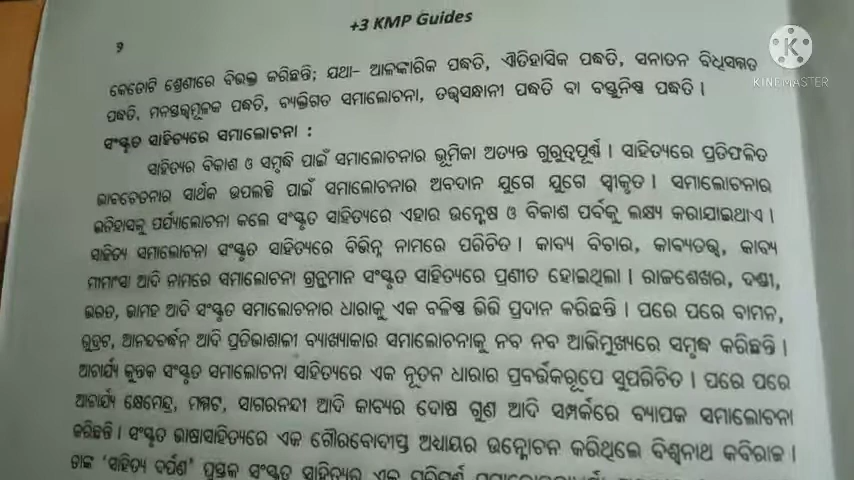 +3 KMP Guides
୨
KINEMASTER
କେତୋଟି ଶ୍ରେଣୀରେ ବିଭକ୍ତ କରିଛନ୍ତି; ଯଥା- ଆଳଙ୍କାରିକ ପଦ୍ଧତି, ଐତିହାସିକ ପଦ୍ଧତି, ସନାତନ ବିଧିସମ୍ମତ
ପଦ୍ଧତି, ମନସ୍ତତ୍ତ୍ୱମୂଳକ ପଦ୍ଧତି, ବ୍ୟକ୍ତିଗତ ସମାଲୋଚନା, ତତ୍ତ୍ୱସନ୍ଧାନୀ ପଦ୍ଧତି ବା ବସ୍ତୁନିଷ୍ଠ ପଦ୍ଧତି ।
ସଂସ୍କୃତ ସାହିତ୍ୟରେ ସମାଲୋଚନା :
ସାହିତ୍ୟର ବିକାଶ ଓ ସମୃଦ୍ଧି ପାଇଁ ସମାଲୋଚନାର ଭୂମିକା ଅତ୍ୟନ୍ତ ଗୁରୁତ୍ୱପୂର୍ଣ୍ଣ । ସାହିତ୍ୟରେ ପ୍ରତିଫଳିତ
ଭାବଚେତନାର ସାର୍ଥକ ଉପଲବ୍ଧି ପାଇଁ ସମାଲୋଚନାର ଅବଦାନ ଯୁଗେ ଯୁଗେ ସ୍ୱୀକୃତ । ସମାଲୋଚନାର
ଇତିହାସକୁ ପର୍ଯ୍ୟାଲୋଚନା କଲେ ସଂସ୍କୃତ ସାହିତ୍ୟରେ ଏହାର ଉନ୍ମେଷ ଓ ବିକାଶ ପର୍ବକୁ ଲକ୍ଷ୍ୟ କରାଯାଇଥାଏ ।
ସାହିତ୍ୟ ସମାଲୋଚନା ସଂସ୍କୃତ ସାହିତ୍ୟରେ ବିଭିନ୍ନ ନାମରେ ପରିଚିତ । କାବ୍ୟ ବିଚାର, କାବ୍ୟତତ୍ତ୍ୱ, କାବ୍ୟ
ମୀମାଂସା ଆଦି ନାମରେ ସମାଲୋଚନା ଗ୍ରନ୍ଥମାନ ସଂସ୍କୃତ ସାହିତ୍ୟରେ ପ୍ରଣୀତ ହୋଇଥିଲା । ରାଜଶେଖର, ଦଣ୍ଡୀ,
ଭରତ, ଭାମହ ଆଦି ସଂସ୍କୃତ ସମାଲୋଚନାର ଧାରାକୁ ଏକ ବଳିଷ୍ଠ ଭିତ୍ତି ପ୍ରଦାନ କରିଛନ୍ତି । ପରେ ପରେ ବାମନ,
ରୁଦ୍ରଟ, ଆନନ୍ଦବର୍ଦ୍ଧନ ଆଦି ପ୍ରତିଭାଶାଳୀ ବ୍ୟାଖ୍ୟାକାର ସମାଲୋଚନାକୁ ନବ ନବ ଆଭିମୁଖ୍ୟରେ ସମୃଦ୍ଧ କରିଛନ୍ତି ।
ଆଚାର୍ଯ୍ୟ କୁନ୍ତକ ସଂସ୍କୃତ ସମାଲୋଚନା ସାହିତ୍ୟରେ ଏକ ନୂତନ ଧାରାର ପ୍ରବର୍ତ୍ତକରୂପେ ସୁପରିଚିତ । ପରେ ପରେ
ଆଚାର୍ଯ୍ୟ କ୍ଷେମେନ୍ଦ୍ର, ମମ୍ମଟ, ସାଗରନନ୍ଦୀ ଆଦି କାବ୍ୟର ଦୋଷ ଗୁଣ ଆଦି ସମ୍ପର୍କରେ ବ୍ୟାପକ ସମାଲୋଚନା
କରିଛନ୍ତି । ସଂସ୍କୃତ ଭାଷାସାହିତ୍ୟରେ ଏକ ଗୌରବୋଦୀପ୍ତ ଅଧ୍ୟାୟର ଉନ୍ମୋଚନ କରିଥିଲେ ବିଶ୍ୱନାଥ କବିରାଜ ।
ତାଙ୍କ ‘ସାହିତ୍ୟ ଦର୍ପଣ’ ପୁସ୍ତକ ସଂସ୍କୃତ ସାହିତ୍ୟର ଏକ